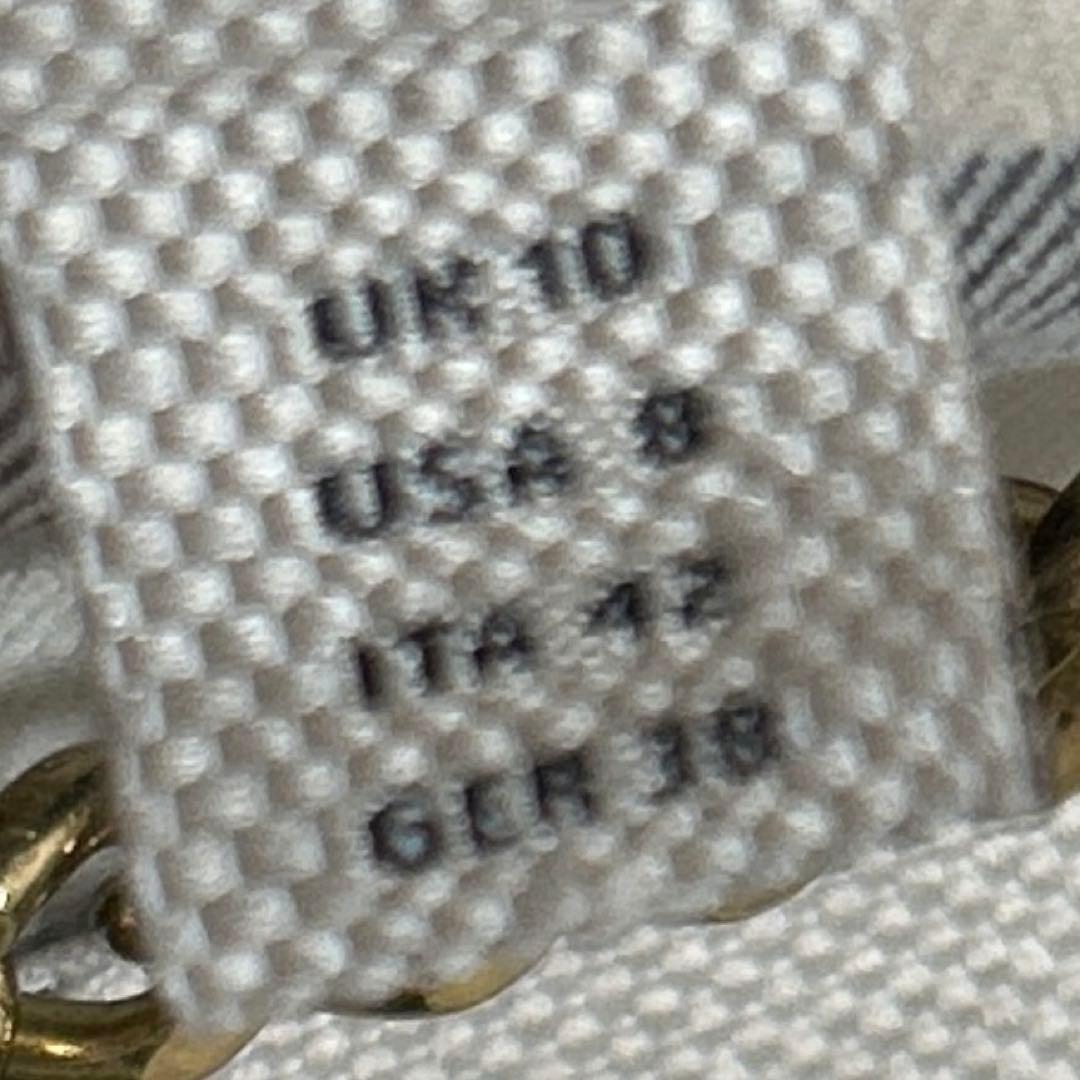 UK 10
USA 8
ITA 42
GER 38